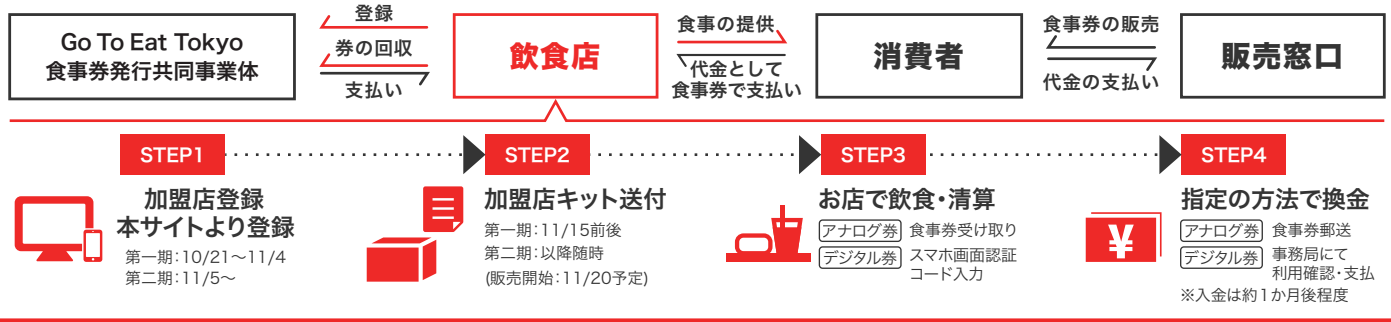 Go To Eat Tokyo
食事券発行共同事業体
登録
券の回収
支払い
飲食店
食事の提供
代金として
食事券で支払い
消費者
食事券の販売
代金の支払い
販売窓口
STEP1
加盟店登録
本サイトより登録
第一期:10/21〜11/4
第二期:11/5〜
STEP2
加盟店キット送付
第一期:11/15前後
第二期:以降随時
(販売開始:11/20予定)
STEP3
お店で飲食・清算
アナログ券 食事券受け取り
デジタル券 スマホ画面認証
コード入力
STEP4
指定の方法で換金
¥
アナログ券 食事券郵送
デジタル券 事務局にて
利用確認・支払
※入金は約1か月後程度